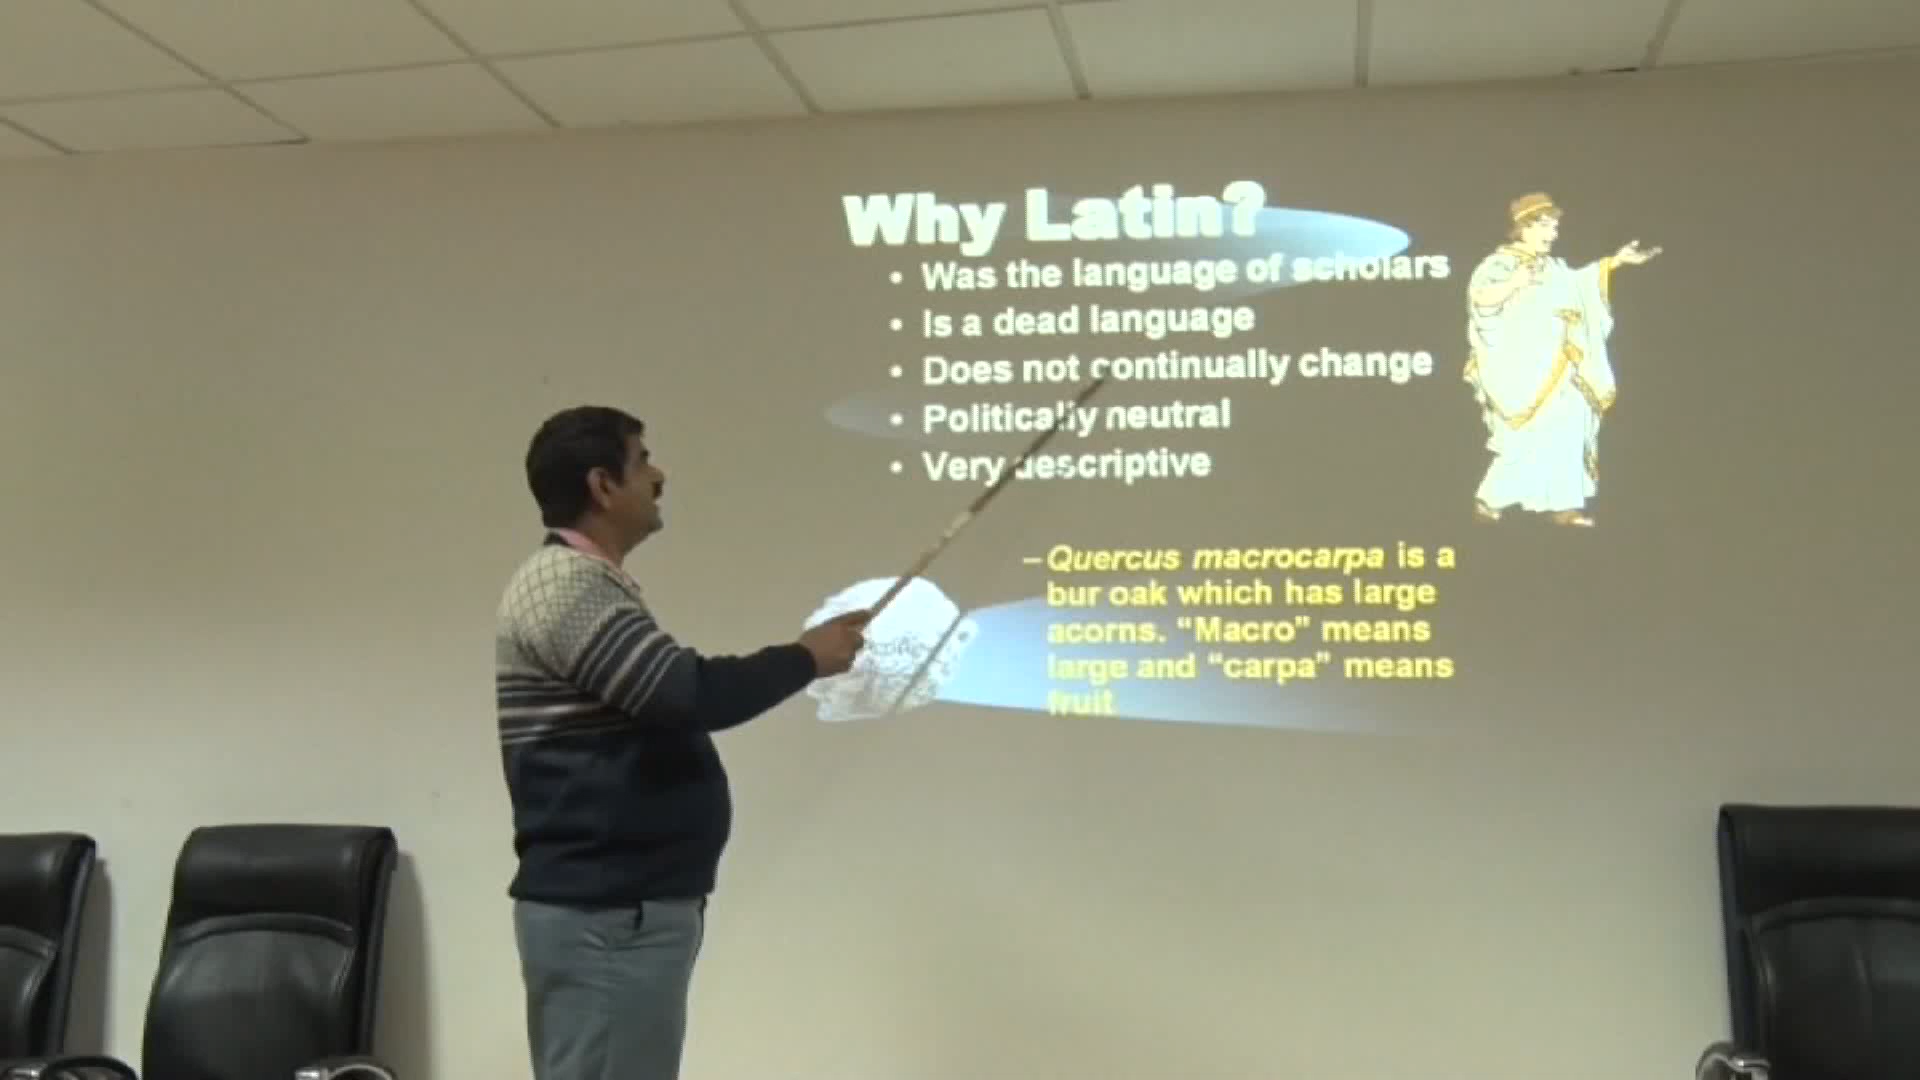 Why Latin?
• Was the language of scholars
• Is a dead language
• Does not continually change
• Politically neutral
• Very descriptive
– Quercus macrocarpa is a
bur oak which has large
acorns. “Macro” means
large and “carpa” means
fruit